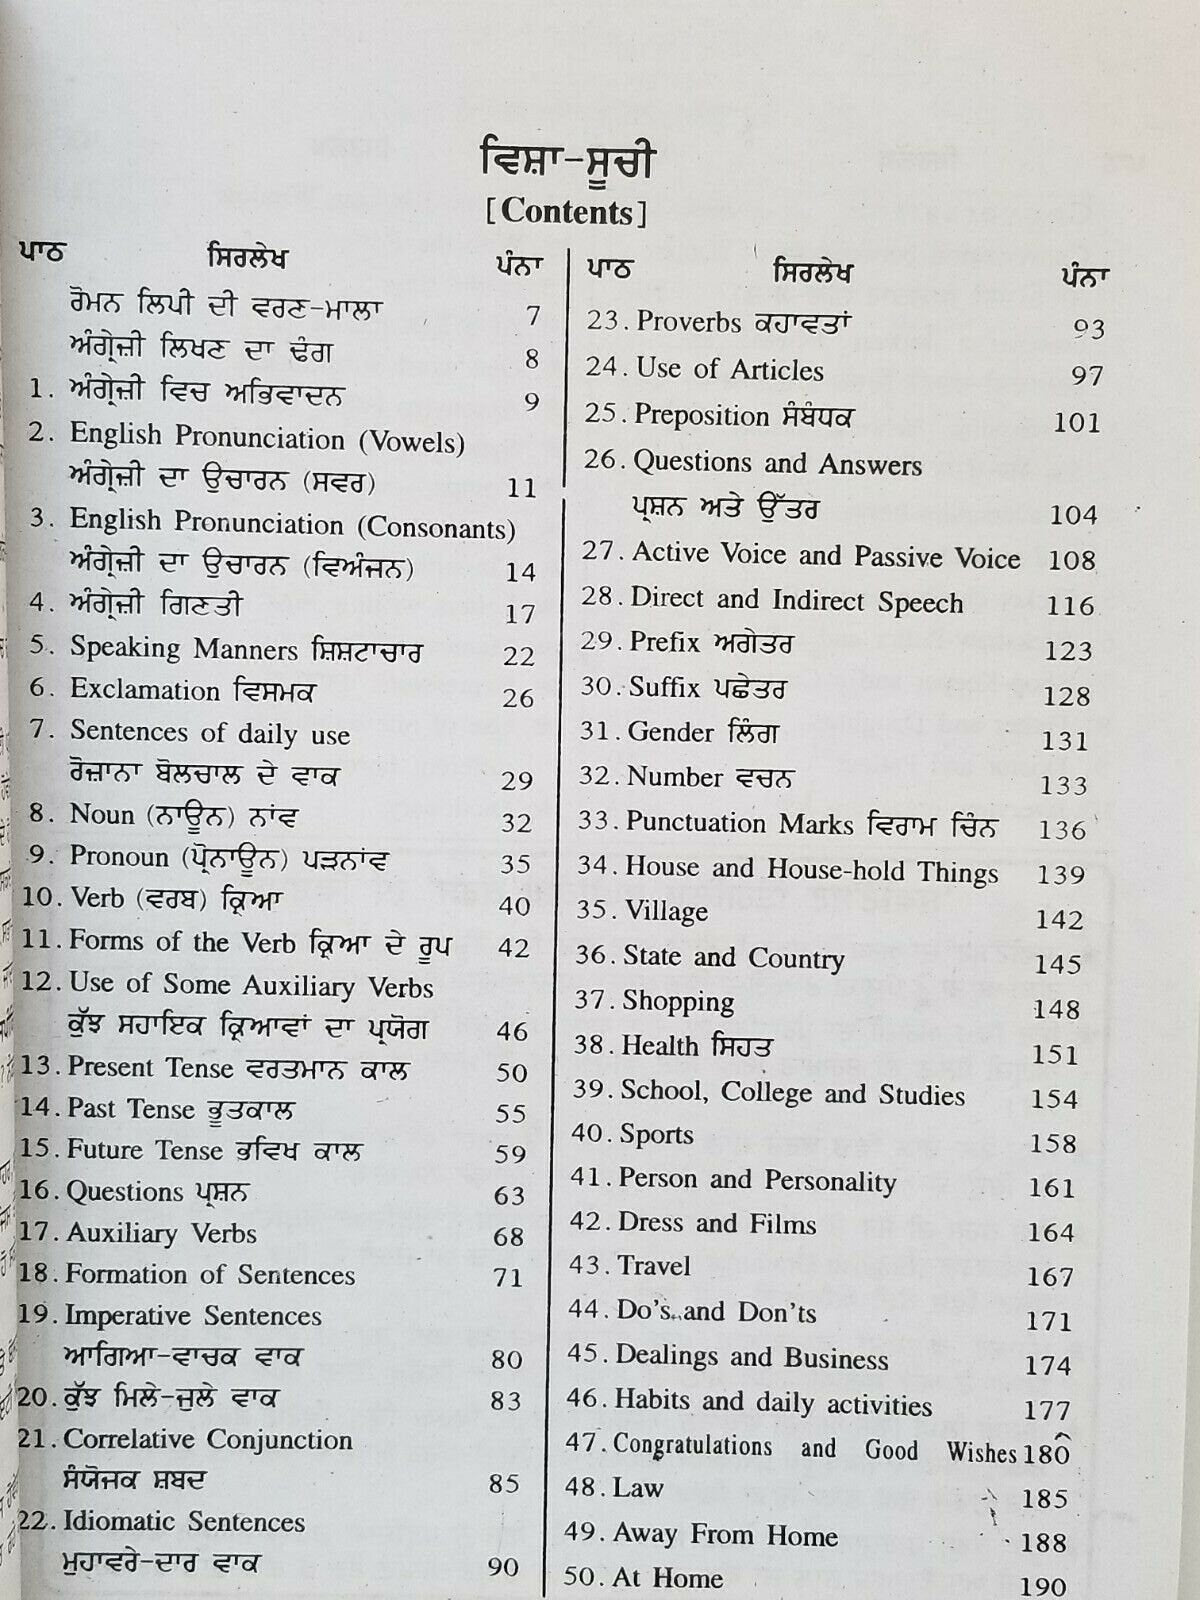 ਵਿਸ਼ਾ-ਸੂਚੀ
[Contents]
ਪਾਠ ਸਿਰਲੇਖ ਪੰਨਾ
ਰੋਮਨ ਲਿਪੀ ਦੀ ਵਰਣ-ਮਾਲਾ 7
ਅੰਗ੍ਰੇਜ਼ੀ ਲਿਖਣ ਦਾ ਢੰਗ 8
1. ਅੰਗ੍ਰੇਜ਼ੀ ਵਿਚ ਅਭਿਵਾਦਨ 9
2. English Pronunciation (Vowels)
ਅੰਗ੍ਰੇਜ਼ੀ ਦਾ ਉਚਾਰਨ (ਸਵਰ) 11
3. English Pronunciation (Consonants)
ਅੰਗ੍ਰੇਜ਼ੀ ਦਾ ਉਚਾਰਨ (ਵਿਅੰਜਨ) 14
4. ਅੰਗ੍ਰੇਜ਼ੀ ਗਿਣਤੀ 17
5. Speaking Manners ਸ਼ਿਸ਼ਟਾਚਾਰ 22
6. Exclamation ਵਿਸਮਕ 26
7. Sentences of daily use
ਰੋਜ਼ਾਨਾ ਬੋਲਚਾਲ ਦੇ ਵਾਕ 29
8. Noun (ਨਾਊਨ) ਨਾਂਵ 32
9. Pronoun (ਪ੍ਰੋਨਾਊਨ) ਪੜਨਾਂਵ 35
10. Verb (ਵਰਬ) ਕ੍ਰਿਆ 40
11. Forms of the Verb ਕ੍ਰਿਆ ਦੇ ਰੂਪ 42
12. Use of Some Auxiliary Verbs
ਕੁੱਝ ਸਹਾਇਕ ਕ੍ਰਿਆਵਾਂ ਦਾ ਪ੍ਰਯੋਗ 46
13. Present Tense ਵਰਤਮਾਨ ਕਾਲ 50
14. Past Tense ਭੂਤਕਾਲ 55
15. Future Tense ਭਵਿਖ ਕਾਲ 59
16. Questions ਪ੍ਰਸ਼ਨ 63
17. Auxiliary Verbs 68
18. Formation of Sentences 71
19. Imperative Sentences
ਆਗਿਆ-ਵਾਚਕ ਵਾਕ 80
20. ਕੁੱਝ ਮਿਲੇ-ਜੁਲੇ ਵਾਕ 83
21. Correlative Conjunction
ਸੰਯੋਜਕ ਸ਼ਬਦ 85
22. Idiomatic Sentences
ਮੁਹਾਵਰੇ-ਦਾਰ ਵਾਕ 90
ਪਾਠ ਸਿਰਲੇਖ ਪੰਨਾ
23. Proverbs ਕਹਾਵਤਾਂ 93
24. Use of Articles 97
25. Preposition ਸੰਬੰਧਕ 101
26. Questions and Answers
ਪ੍ਰਸ਼ਨ ਅਤੇ ਉੱਤਰ 104
27. Active Voice and Passive Voice 108
28. Direct and Indirect Speech 116
29. Prefix ਅਗੇਤਰ 123
30. Suffix ਪਛੇਤਰ 128
31. Gender ਲਿੰਗ 131
32. Number ਵਚਨ 133
33. Punctuation Marks ਵਿਰਾਮ ਚਿੰਨ 136
34. House and House-hold Things 139
35. Village 142
36. State and Country 145
37. Shopping 148
38. Health ਸਿਹਤ 151
39. School, College and Studies 154
40. Sports 158
41. Person and Personality 161
42. Dress and Films 164
43. Travel 167
44. Do's and Don'ts 171
45. Dealings and Business 174
46. Habits and daily activities 177
47. Congratulations and Good Wishes 180
48. Law 185
49. Away From Home 188
50. At Home 190